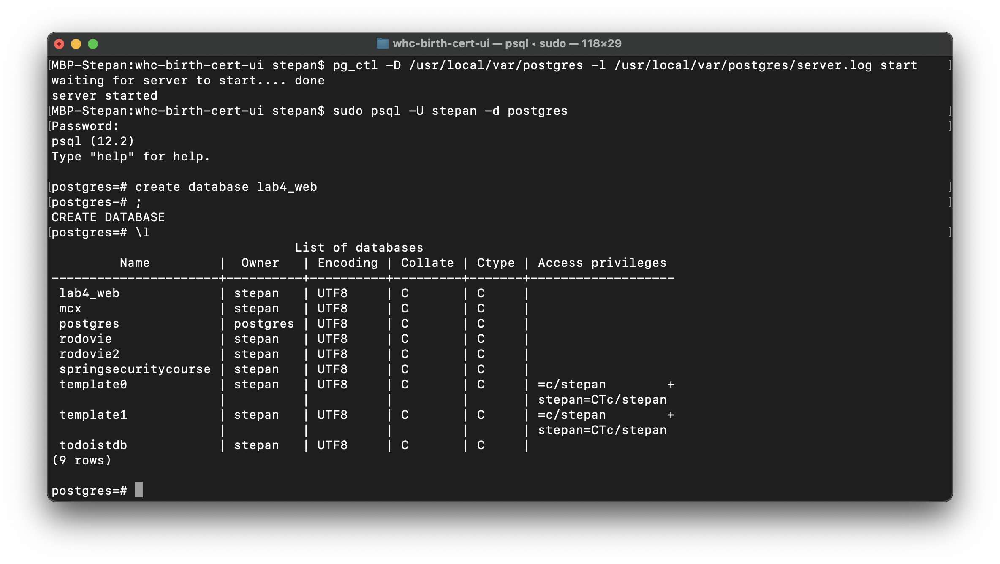 whc-birth-cert-ui — psql ◂ sudo — 118×29
[MBP-Stepan:whc-birth-cert-ui stepan$ pg_ctl -D /usr/local/var/postgres -l /usr/local/var/postgres/server.log start ]
waiting for server to start.... done
server started
[MBP-Stepan:whc-birth-cert-ui stepan$ sudo psql -U stepan -d postgres ]
[Password: ]
psql (12.2)
Type "help" for help.
[postgres=# create database lab4_web ]
[postgres-# ; ]
CREATE DATABASE
[postgres=# \l ]
                                List of databases
         Name         |  Owner   | Encoding | Collate | Ctype | Access privileges
----------------------+----------+----------+---------+-------+-------------------
 lab4_web             | stepan   | UTF8     | C       | C     |
 mcx                  | stepan   | UTF8     | C       | C     |
 postgres             | postgres | UTF8     | C       | C     |
 rodovie              | stepan   | UTF8     | C       | C     |
 rodovie2             | stepan   | UTF8     | C       | C     |
 springsecuritycourse | stepan   | UTF8     | C       | C     |
 template0            | stepan   | UTF8     | C       | C     | =c/stepan        +
                      |          |          |         |       | stepan=CTc/stepan
 template1            | stepan   | UTF8     | C       | C     | =c/stepan        +
                      |          |          |         |       | stepan=CTc/stepan
 todoistdb            | stepan   | UTF8     | C       | C     |
(9 rows)
postgres=#